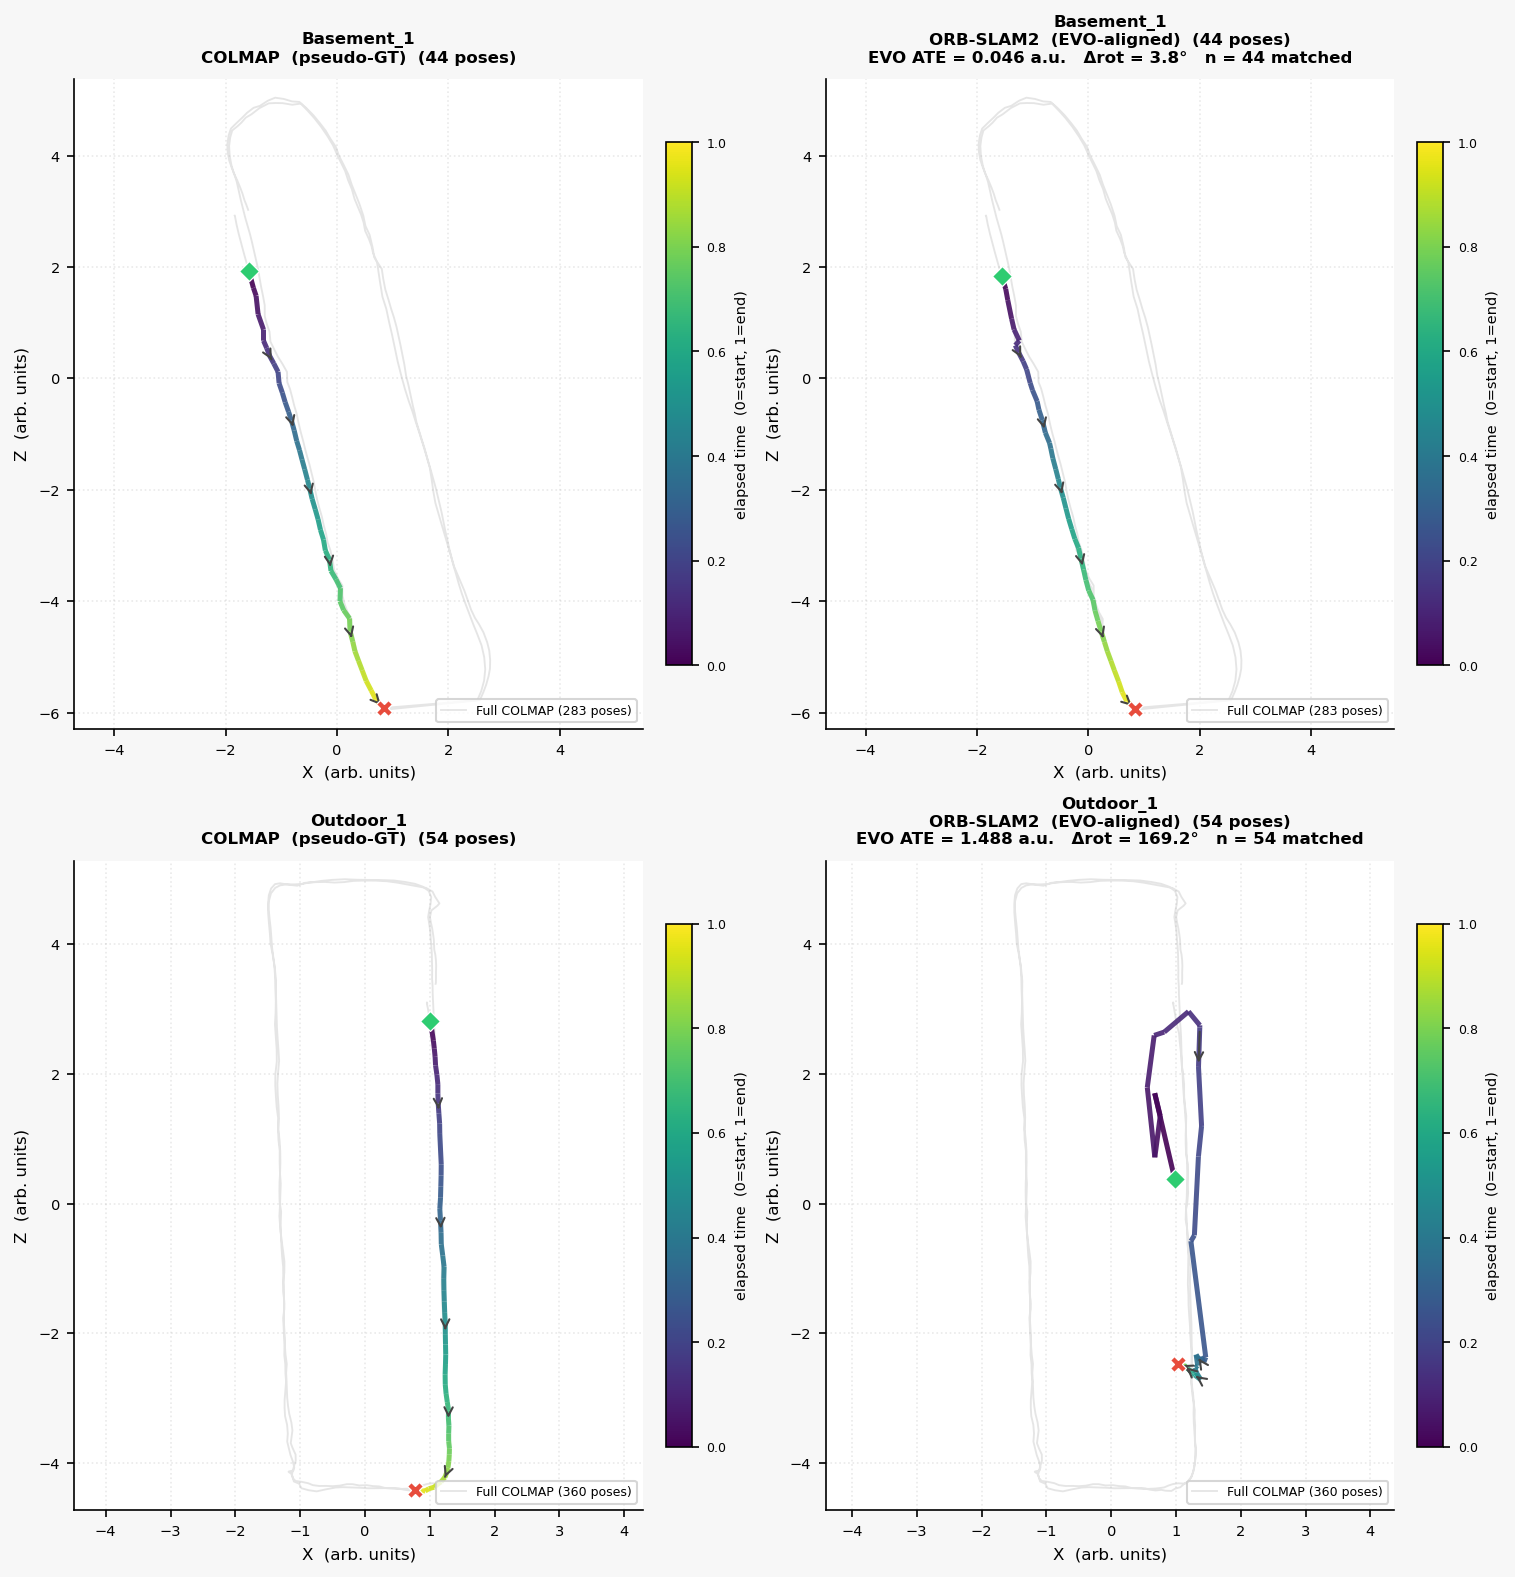 Basement_1
COLMAP  (pseudo-GT)  (44 poses)
4
2
0
−2
−4
−6
Z  (arb. units)
−4
−2
0
2
4
X  (arb. units)
Full COLMAP (283 poses)
1.0
0.8
0.6
0.4
0.2
0.0
elapsed time  (0=start, 1=end)
Basement_1
ORB-SLAM2  (EVO-aligned)  (44 poses)
EVO ATE = 0.046 a.u.   Δrot = 3.8°   n = 44 matched
4
2
0
−2
−4
−6
Z  (arb. units)
−4
−2
0
2
4
X  (arb. units)
Full COLMAP (283 poses)
1.0
0.8
0.6
0.4
0.2
0.0
elapsed time  (0=start, 1=end)
Outdoor_1
COLMAP  (pseudo-GT)  (54 poses)
4
2
0
−2
−4
Z  (arb. units)
−4
−3
−2
−1
0
1
2
3
4
X  (arb. units)
Full COLMAP (360 poses)
1.0
0.8
0.6
0.4
0.2
0.0
elapsed time  (0=start, 1=end)
Outdoor_1
ORB-SLAM2  (EVO-aligned)  (54 poses)
EVO ATE = 1.488 a.u.   Δrot = 169.2°   n = 54 matched
4
2
0
−2
−4
Z  (arb. units)
−4
−3
−2
−1
0
1
2
3
4
X  (arb. units)
Full COLMAP (360 poses)
1.0
0.8
0.6
0.4
0.2
0.0
elapsed time  (0=start, 1=end)